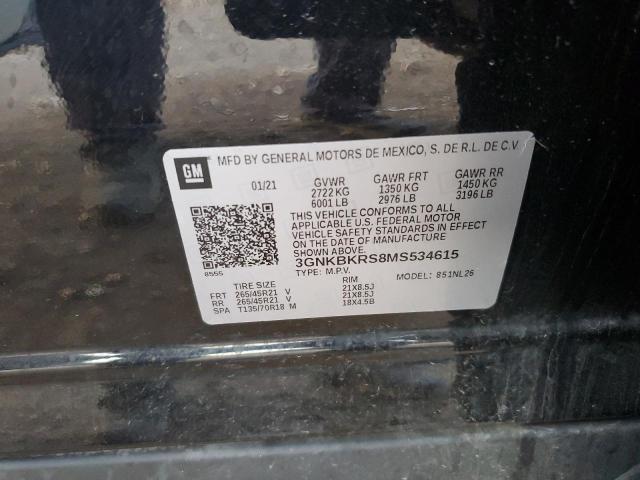 GM
MFD BY GENERAL MOTORS DE MEXICO, S. DE R.L. DE C.V
01/21 GVWR GAWR FRT GAWR RR
2722 KG 1350 KG 1450 KG
6001 LB 2976 LB 3196 LB
THIS VEHICLE CONFORMS TO ALL
APPLICABLE U.S. FEDERAL MOTOR
VEHICLE SAFETY STANDARDS IN EFFECT
ON THE DATE OF MANUFACTURE
SHOWN ABOVE.
3GNKBKRS8MS534615
8555
TYPE: M.P.V. MODEL: 851NL26
TIRE SIZE RIM
FRT 265/45R21 V 21X8.5J
RR 265/45R21 V 21X8.5J
SPA T135/70R18 M 18X4.5B